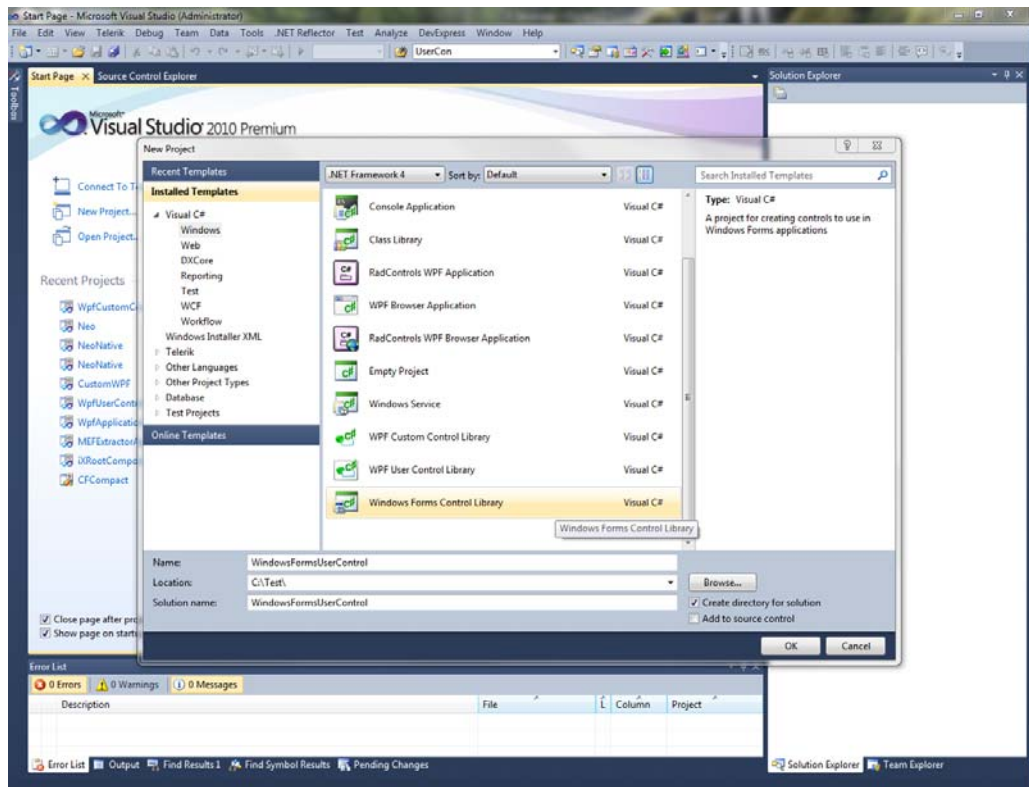 Start Page - Microsoft Visual Studio (Administrator)
File Edit View Telerik Debug Team Data Tools .NET Reflector Test Analyze DevExpress Window Help
UserCon
Toolbox
Start Page Source Control Explorer
Microsoft
Visual Studio 2010 Premium
Connect To
New Project...
Open Project..
Recent Projects
WpfCustomC
Neo
NeoNative
NeoNative
CustomWPF
WpfUserCont
WpfApplicatio
MEFExtractor
iXRootCompo
CFCompact
Close page after pro
Show page on start
New Project
Recent Templates
Installed Templates
Visual C#
Windows
Web
DXCore
Reporting
Test
WCF
Workflow
Windows Installer XML
Telerik
Other Languages
Other Project Types
Database
Test Projects
Online Templates
.NET Framework 4 Sort by: Default
Console Application Visual C#
Class Library Visual C#
RadControls WPF Application Visual C#
WPF Browser Application Visual C#
RadControls WPF Browser Application Visual C#
Empty Project Visual C#
Windows Service Visual C#
WPF Custom Control Library Visual C#
WPF User Control Library Visual C#
Windows Forms Control Library Visual C#
Windows Forms Control Library
Search Installed Templates
Type: Visual C#
A project for creating controls to use in
Windows Forms applications
Name: WindowsFormsUserControl
Location: C:\Test\
Solution name: WindowsFormsUserControl
Browse...
Create directory for solution
Add to source control
OK Cancel
Error List
0 Errors 0 Warnings 0 Messages
Description File L Column Project
Error List Output Find Results 1 Find Symbol Results Pending Changes
Solution Explorer
Solution Explorer Team Explorer